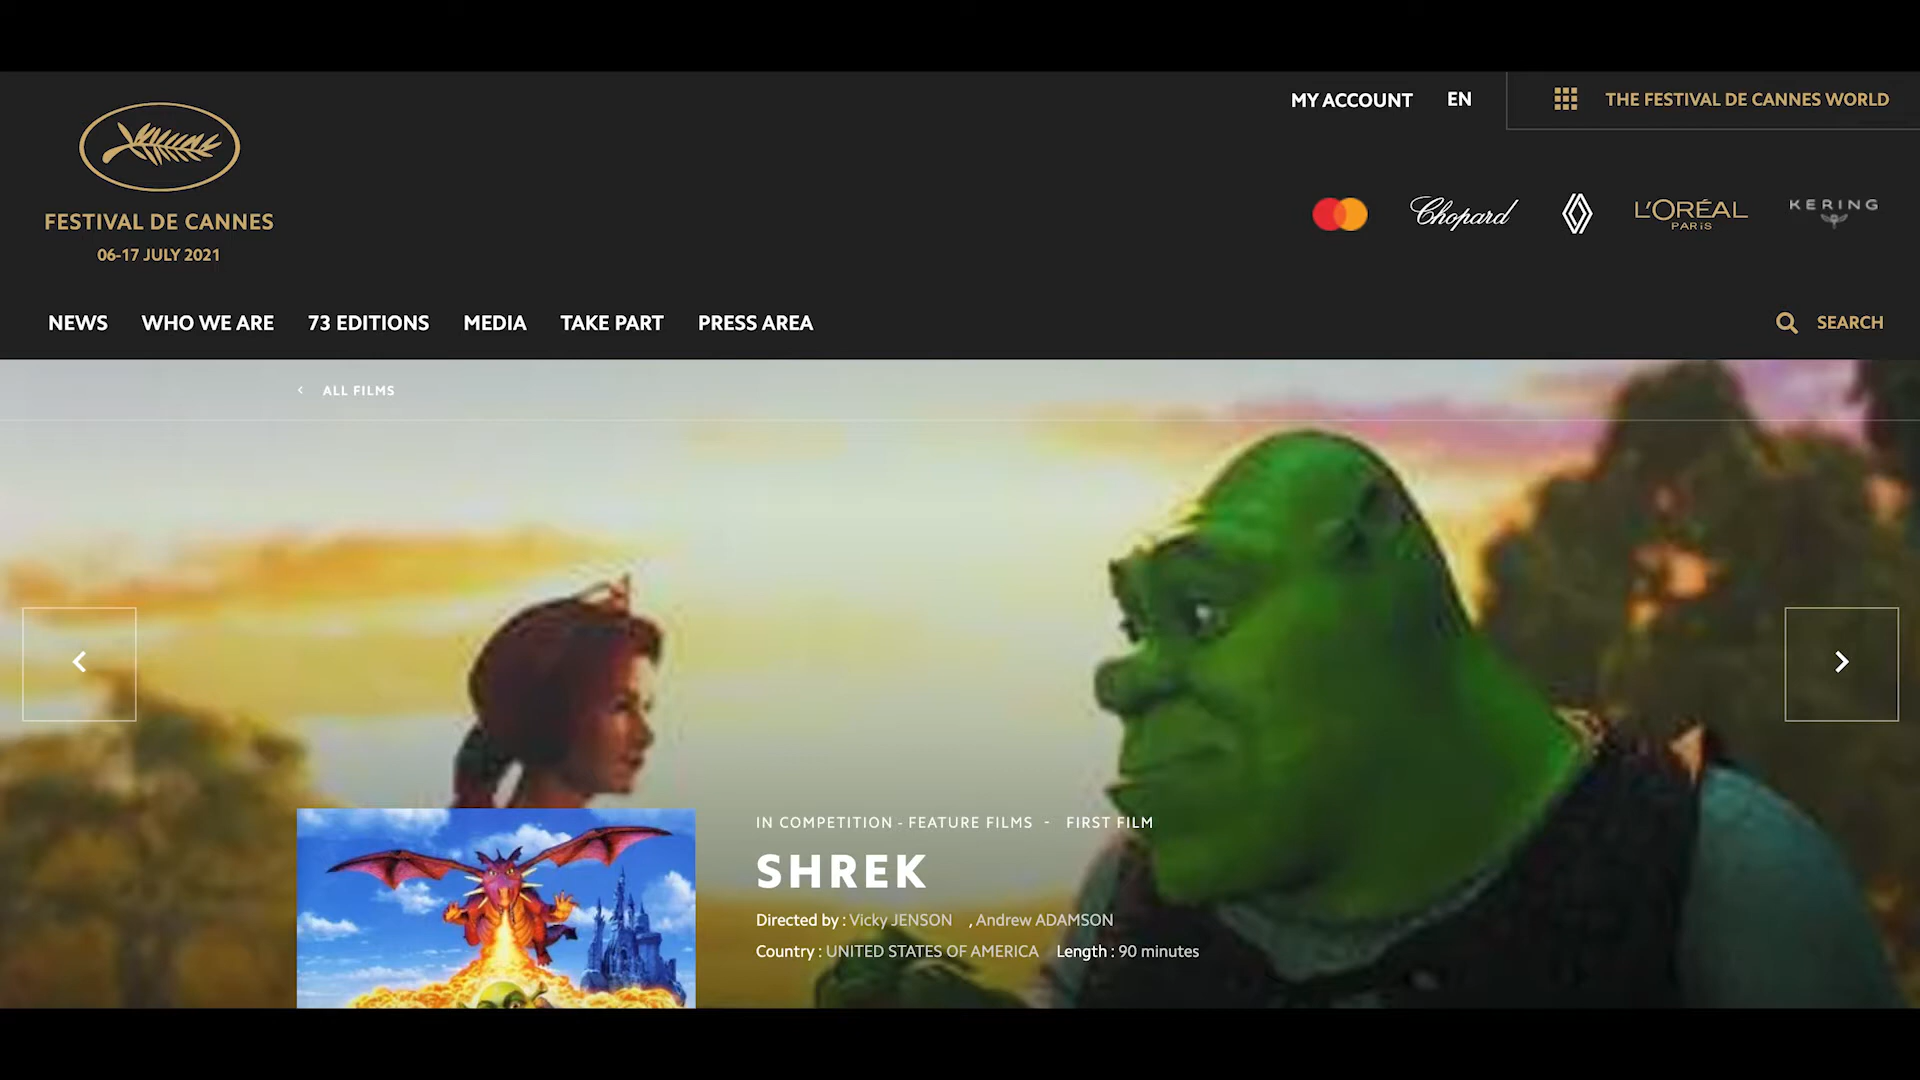 MY ACCOUNT EN THE FESTIVAL DE CANNES WORLD
FESTIVAL DE CANNES
06-17 JULY 2021
Chopard
L'ORÉAL
PARIS
KERING
NEWS WHO WE ARE 73 EDITIONS MEDIA TAKE PART PRESS AREA SEARCH
ALL FILMS
IN COMPETITION - FEATURE FILMS - FIRST FILM
SHREK
Directed by : Vicky JENSON , Andrew ADAMSON
Country : UNITED STATES OF AMERICA Length : 90 minutes